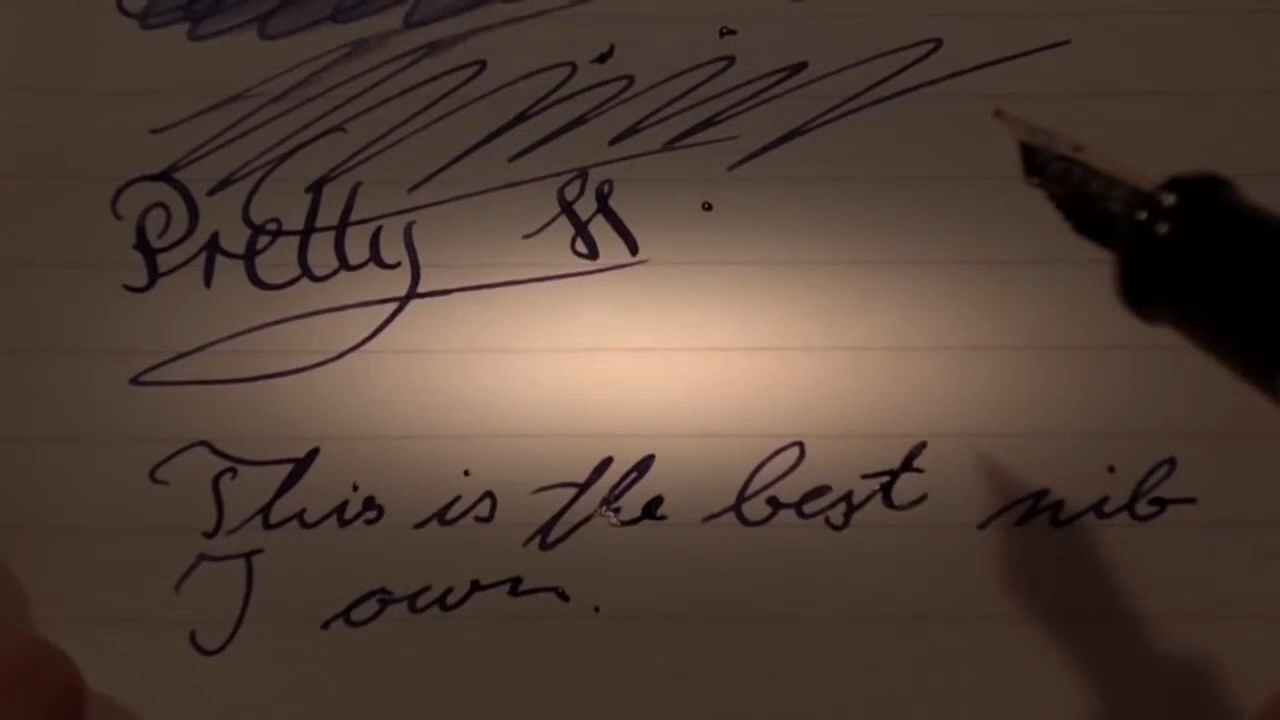 Pretty
This is the best nib
I own.